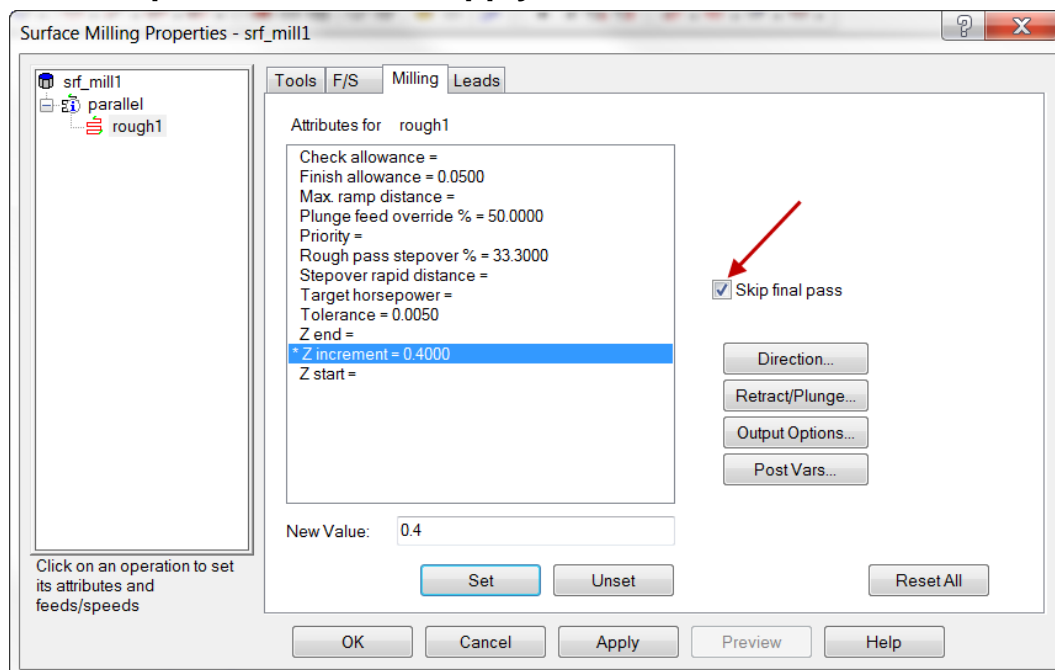 Surface Milling Properties - srf_mill1
srf_mill1
parallel
rough1
Tools F/S Milling Leads
Attributes for rough1
Check allowance =
Finish allowance = 0.0500
Max. ramp distance =
Plunge feed override % = 50.0000
Priority =
Rough pass stepover % = 33.3000
Stepover rapid distance =
Target horsepower =
Tolerance = 0.0050
Z end =
* Z increment = 0.4000
Z start =
Skip final pass
Direction...
Retract/Plunge...
Output Options...
Post Vars...
New Value: 0.4
Click on an operation to set
its attributes and
feeds/speeds
Set Unset Reset All
OK Cancel Apply Preview Help